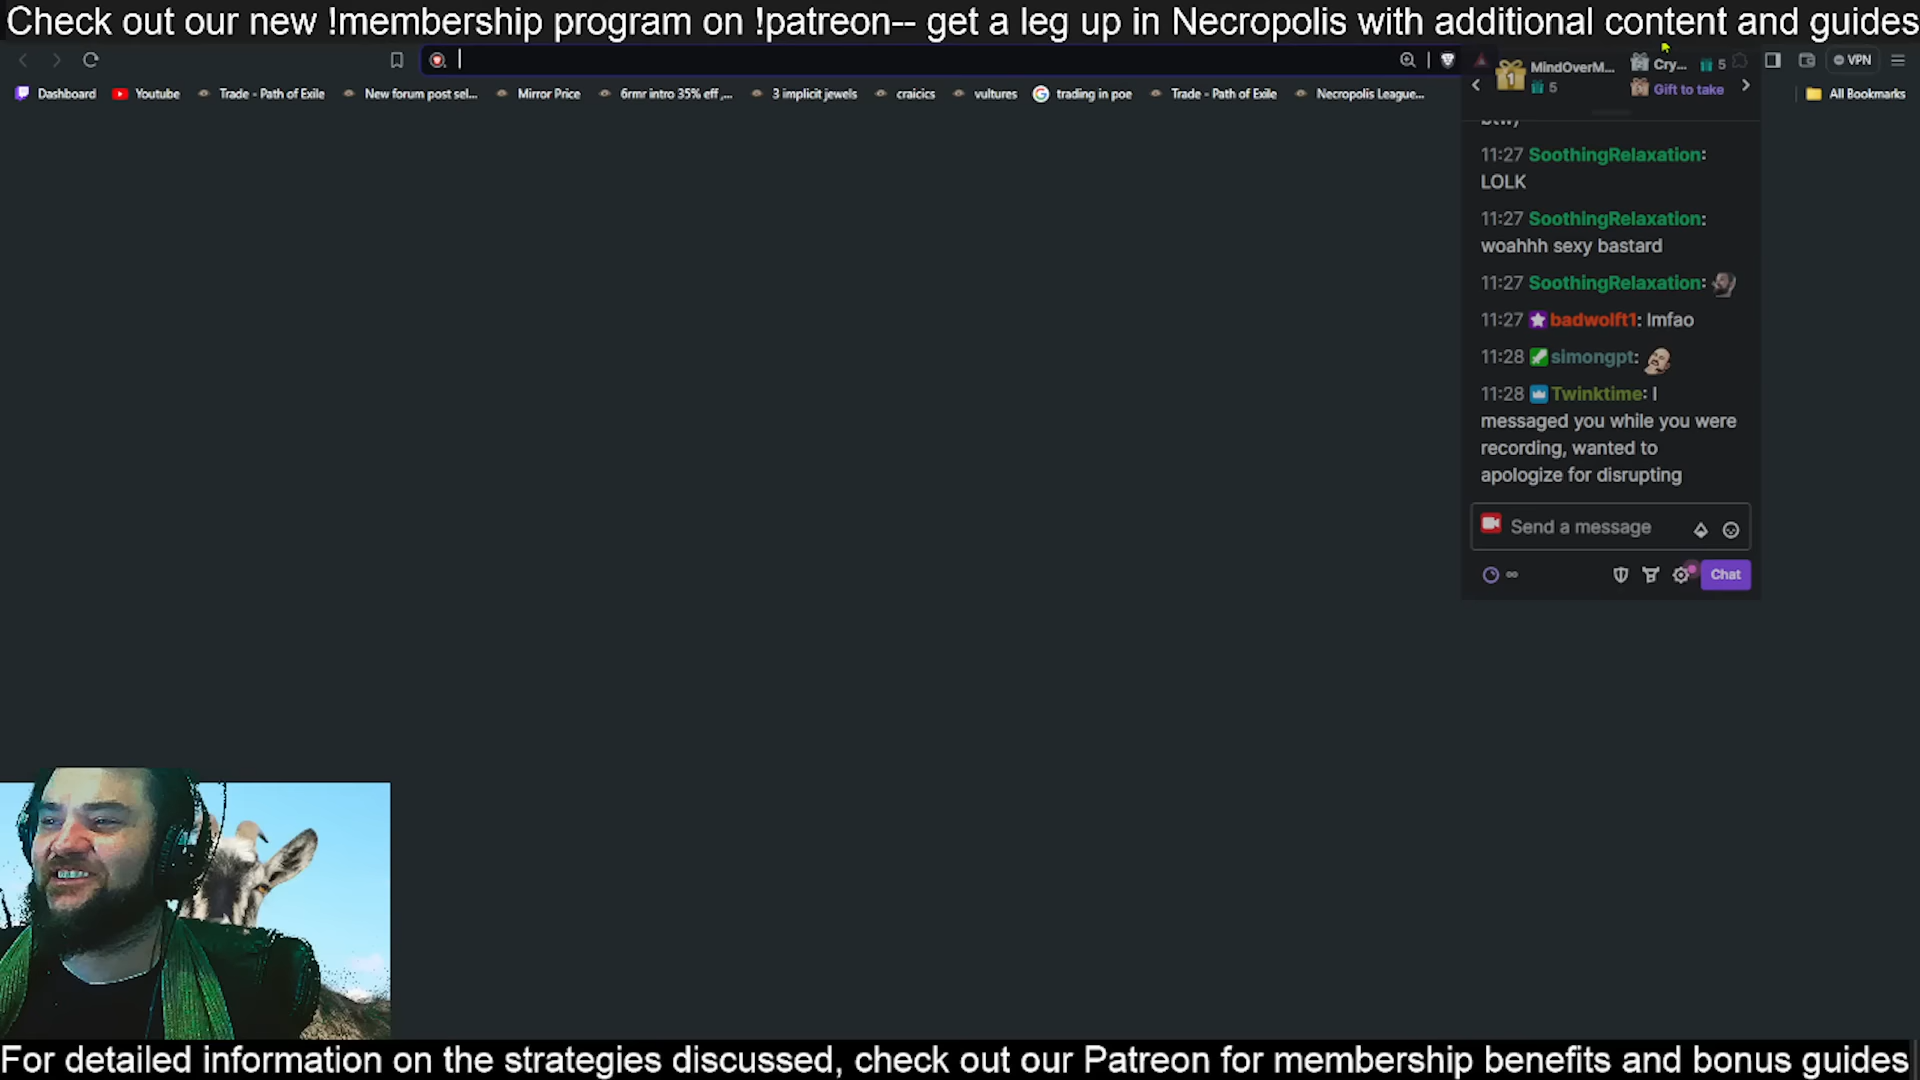 Check out our new !membership program on !patreon-- get a leg up in Necropolis with additional content and guides
VPN
Dashboard
Youtube
Trade - Path of Exile
New forum post sel...
Mirror Price
6rmr intro 35% eff ,...
3 implicit jewels
craicics
vultures
trading in poe
Trade - Path of Exile
Necropolis League...
All Bookmarks
1 MindOverM... 5
Cry... 5
Gift to take
btw)
11:27 SoothingRelaxation:
LOLK
11:27 SoothingRelaxation:
woahhh sexy bastard
11:27 SoothingRelaxation:
11:27 badwolft1: lmfao
11:28 simongpt:
11:28 Twinktime: I
messaged you while you were
recording, wanted to
apologize for disrupting
Send a message
Chat
For detailed information on the strategies discussed, check out our Patreon for membership benefits and bonus guides